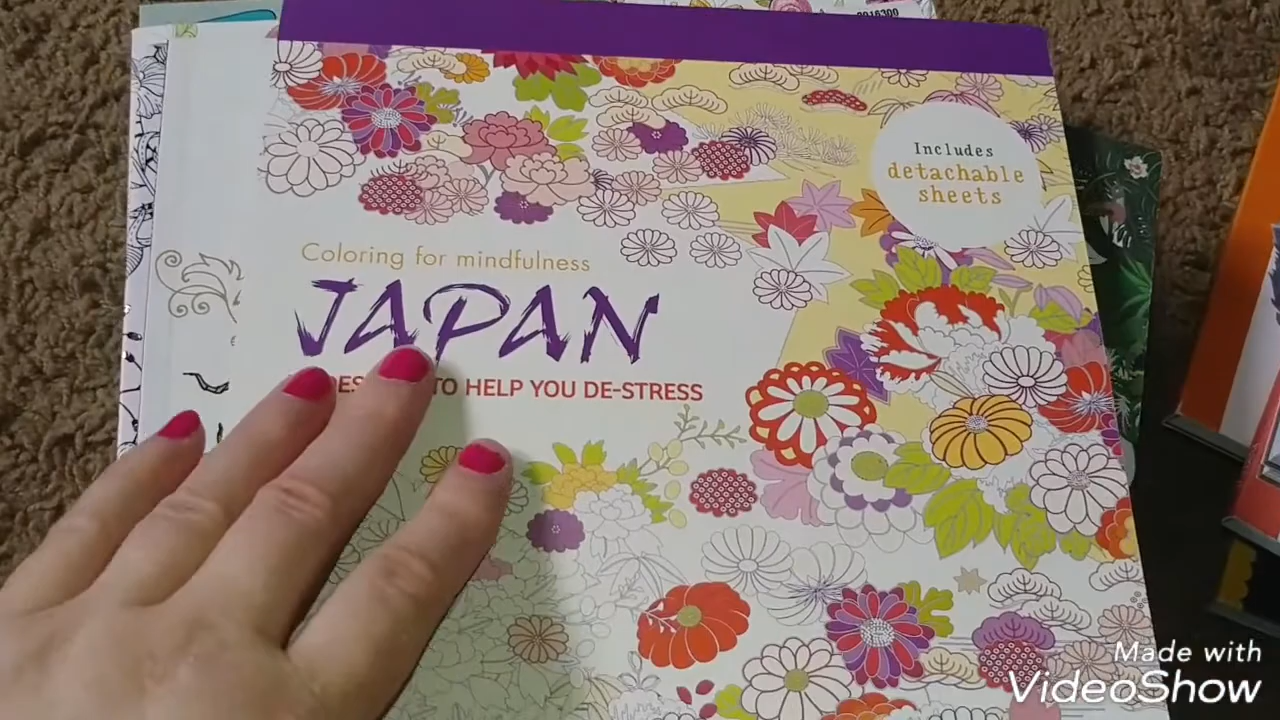 Includes
detachable
sheets
Coloring for mindfulness
JAPAN
TO HELP YOU DE-STRESS
Made with
VideoShow